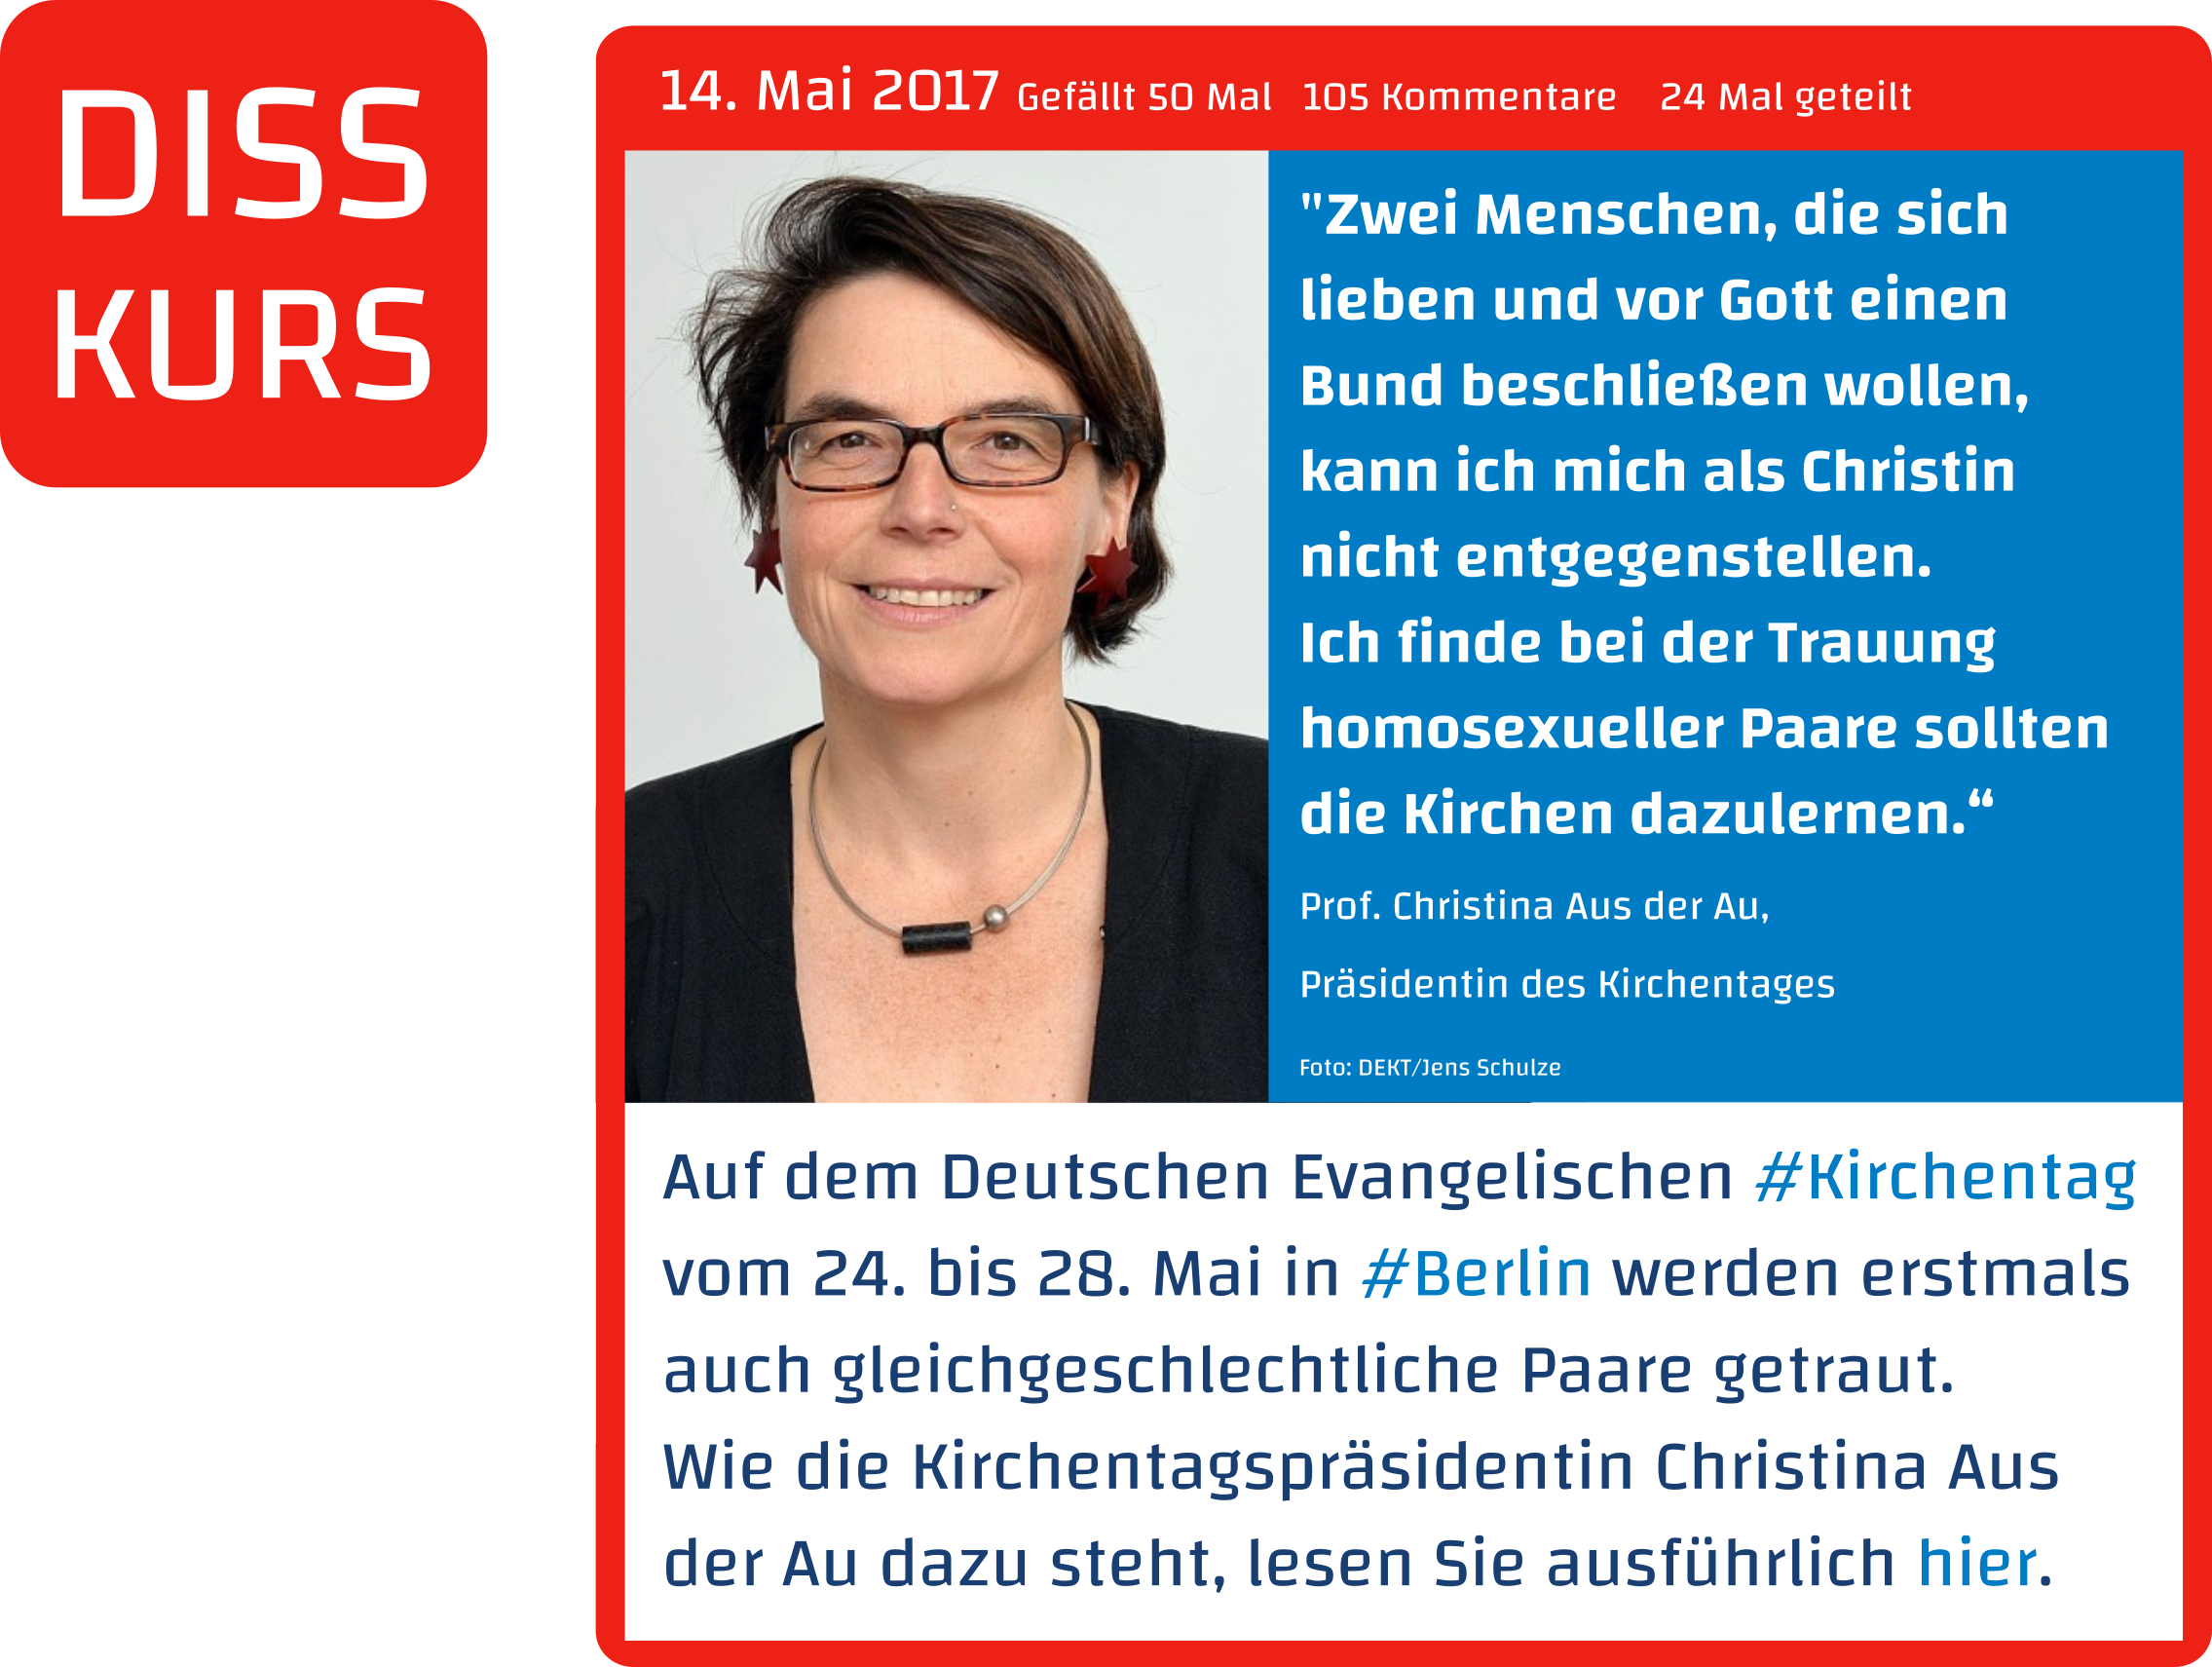 DISS
KURS
14. Mai 2017 Gefällt 50 Mal 105 Kommentare 24 Mal geteilt
"Zwei Menschen, die sich
lieben und vor Gott einen
Bund beschließen wollen,
kann ich mich als Christin
nicht entgegenstellen.
Ich finde bei der Trauung
homosexueller Paare sollten
die Kirchen dazulernen.“
Prof. Christina Aus der Au,
Präsidentin des Kirchentages
Foto: DEKT/Jens Schulze
Auf dem Deutschen Evangelischen #Kirchentag
vom 24. bis 28. Mai in #Berlin werden erstmals
auch gleichgeschlechtliche Paare getraut.
Wie die Kirchentagspräsidentin Christina Aus
der Au dazu steht, lesen Sie ausführlich hier.